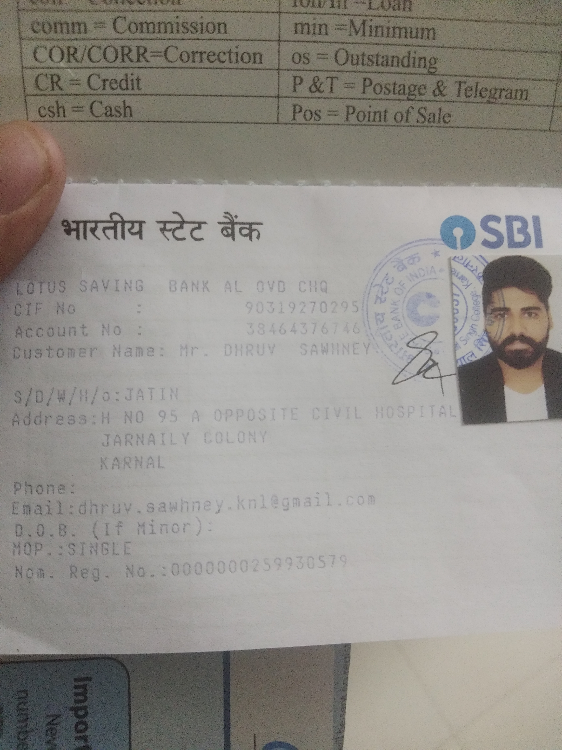 comm = Commission
min =Minimum
COR/CORR=Correction
os = Outstanding
CR = Credit
P &T = Postage & Telegram
csh = Cash
Pos = Point of Sale
भारतीय स्टेट बैंक
SBI
LOTUS SAVING BANK AL OVD CHQ
CIF No : 90319270295
Account No : 38464376746
Customer Name: Mr. DHRUV SAWHNEY
S/D/W/H/o:JATIN
Address:H NO 95 A OPPOSITE CIVIL HOSPITAL
JARNAILY COLONY
KARNAL
Phone:
Email:dhruv.sawhney.knl@gmail.com
D.O.B. (If Minor):
MOP.:SINGLE
Nom. Reg. No.:0000000259930579
BANK OF INDIA